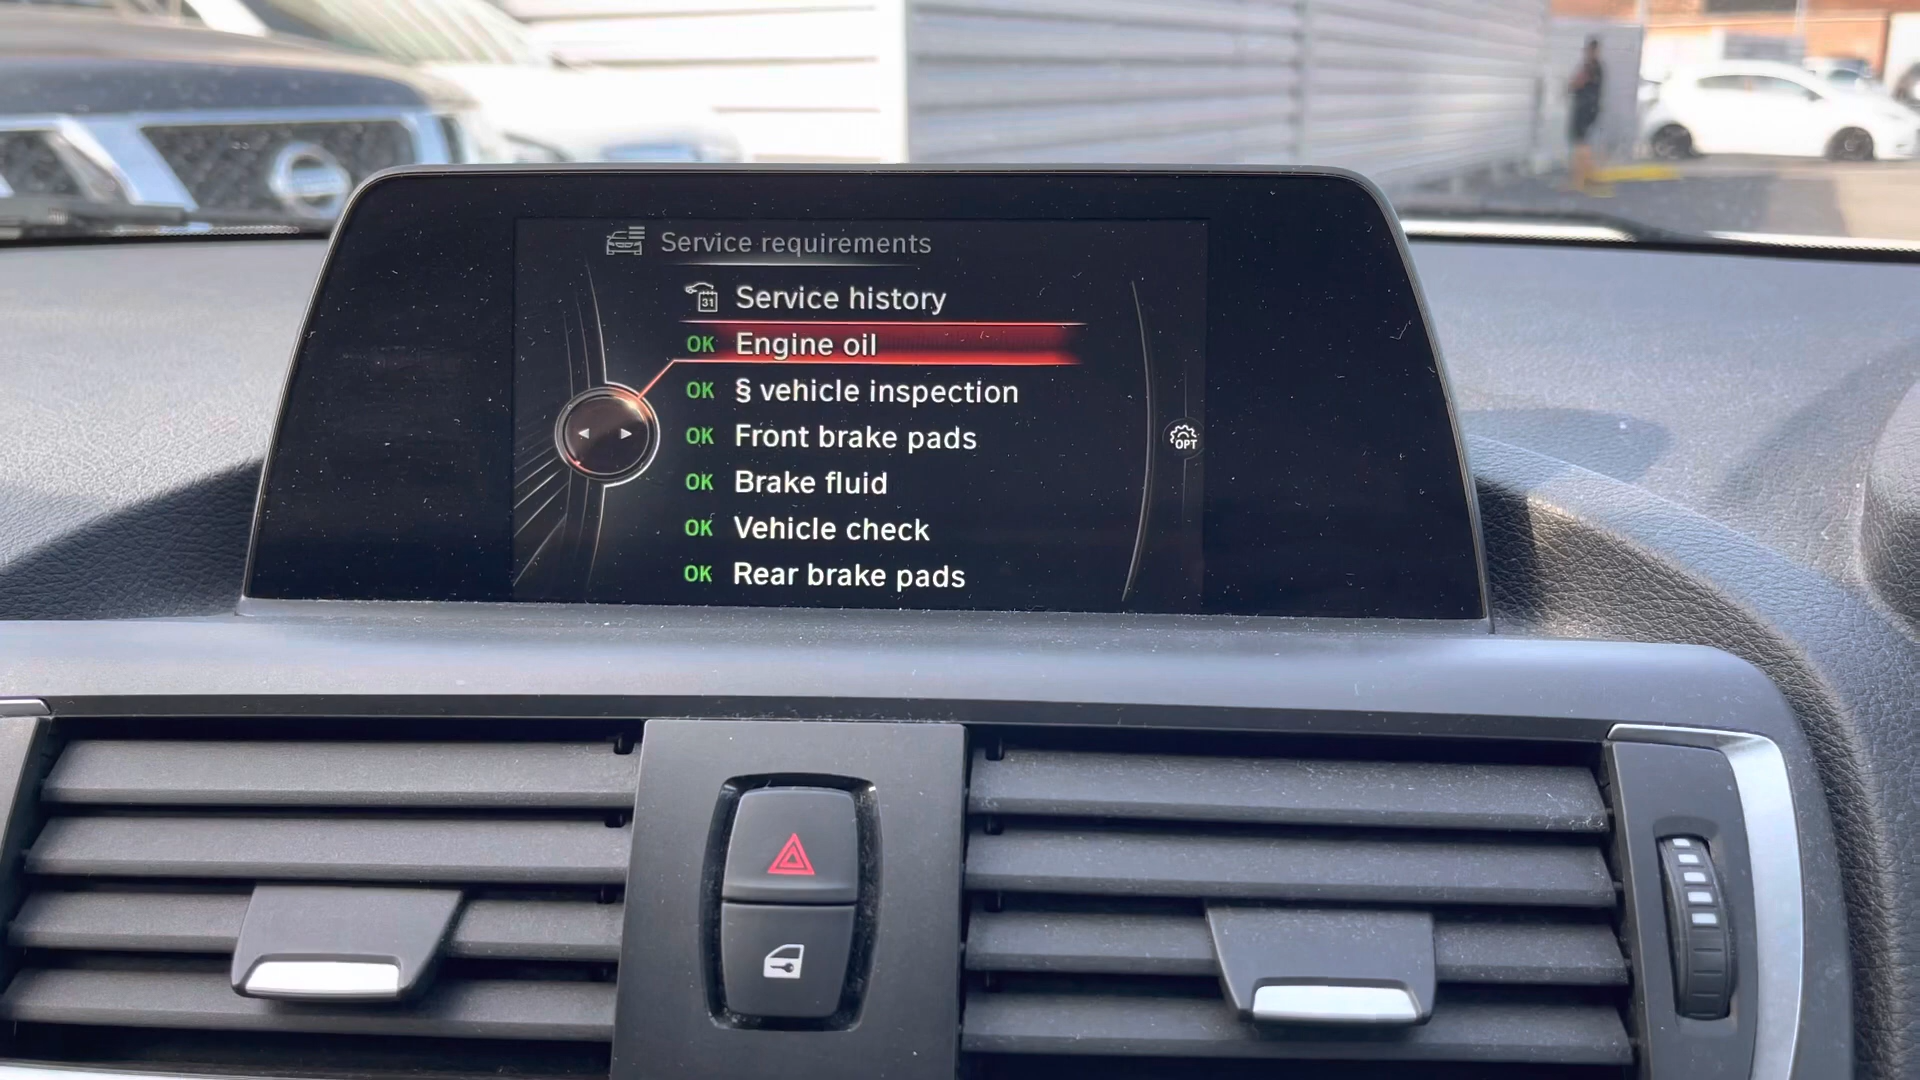 Service requirements
31 Service history
OK Engine oil
OK § vehicle inspection
OK Front brake pads
OPT
OK Brake fluid
OK Vehicle check
OK Rear brake pads